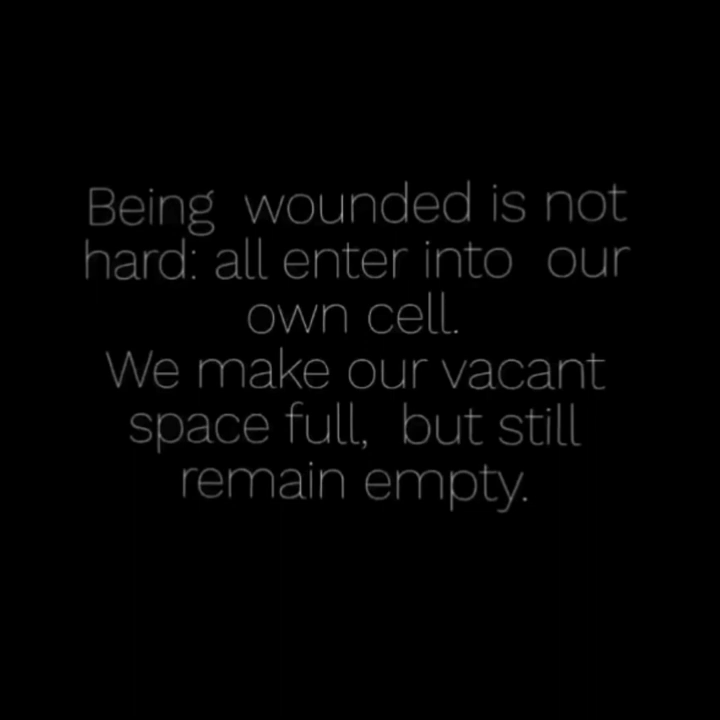 Being wounded is not
hard: all enter into our
own cell.
We make our vacant
space full, but still
remain empty.